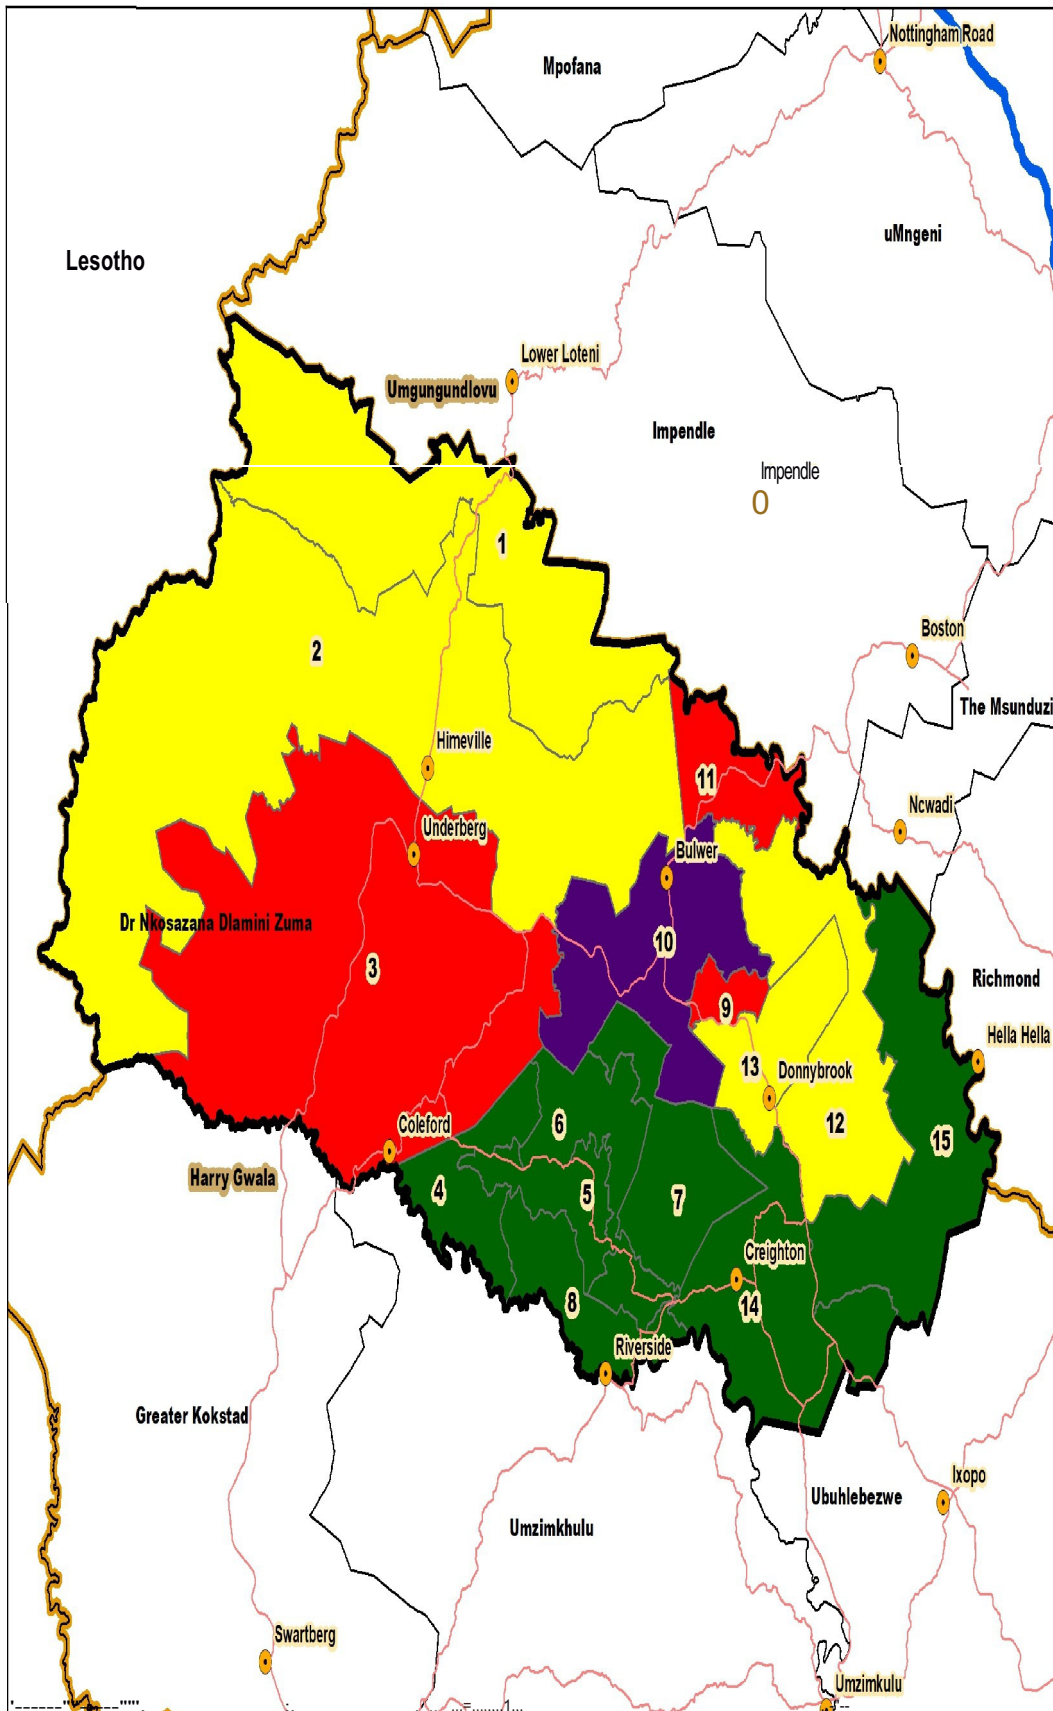 Nottingham Road
Mpofana
uMngeni
Lesotho
Lower Loteni
Umgungundlovu
Impendle
Impendle
0
1
Boston
2
The Msunduzi
Himeville
11
Ncwadi
Underberg
Bulwer
Dr Nkosazana Dlamini Zuma
10
3
Richmond
9
Hella Hella
13
Donnybrook
6
Coleford
12
15
Harry Gwala
4
5
7
Creighton
8
14
Riverside
Greater Kokstad
Ixopo
Ubuhlebezwe
Umzimkhulu
Swartberg
Umzimkulu